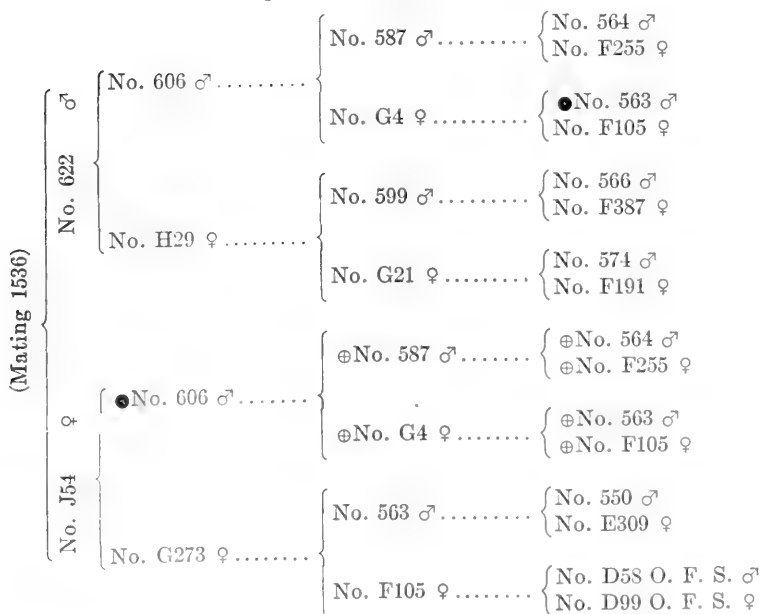 (Mating 1536)
No. 622 ♂
No. 606 ♂ ........
No. 587 ♂ ........
No. 564 ♂
No. F255 ♀
No. G4 ♀ .........
●No. 563 ♂
No. F105 ♀
No. H29 ♀ ........
No. 599 ♂ ........
No. 566 ♂
No. F387 ♀
No. G21 ♀ ........
No. 574 ♂
No. F191 ♀
No. J54 ♀
●No. 606 ♂ .......
⊕No. 587 ♂ .......
⊕No. 564 ♂
⊕No. F255 ♀
⊕No. G4 ♀ ........
⊕No. 563 ♂
⊕No. F105 ♀
No. G273 ♀ .......
No. 563 ♂ ........
No. 550 ♂
No. E309 ♀
No. F105 ♀ .......
No. D58 O. F. S. ♂
No. D99 O. F. S. ♀